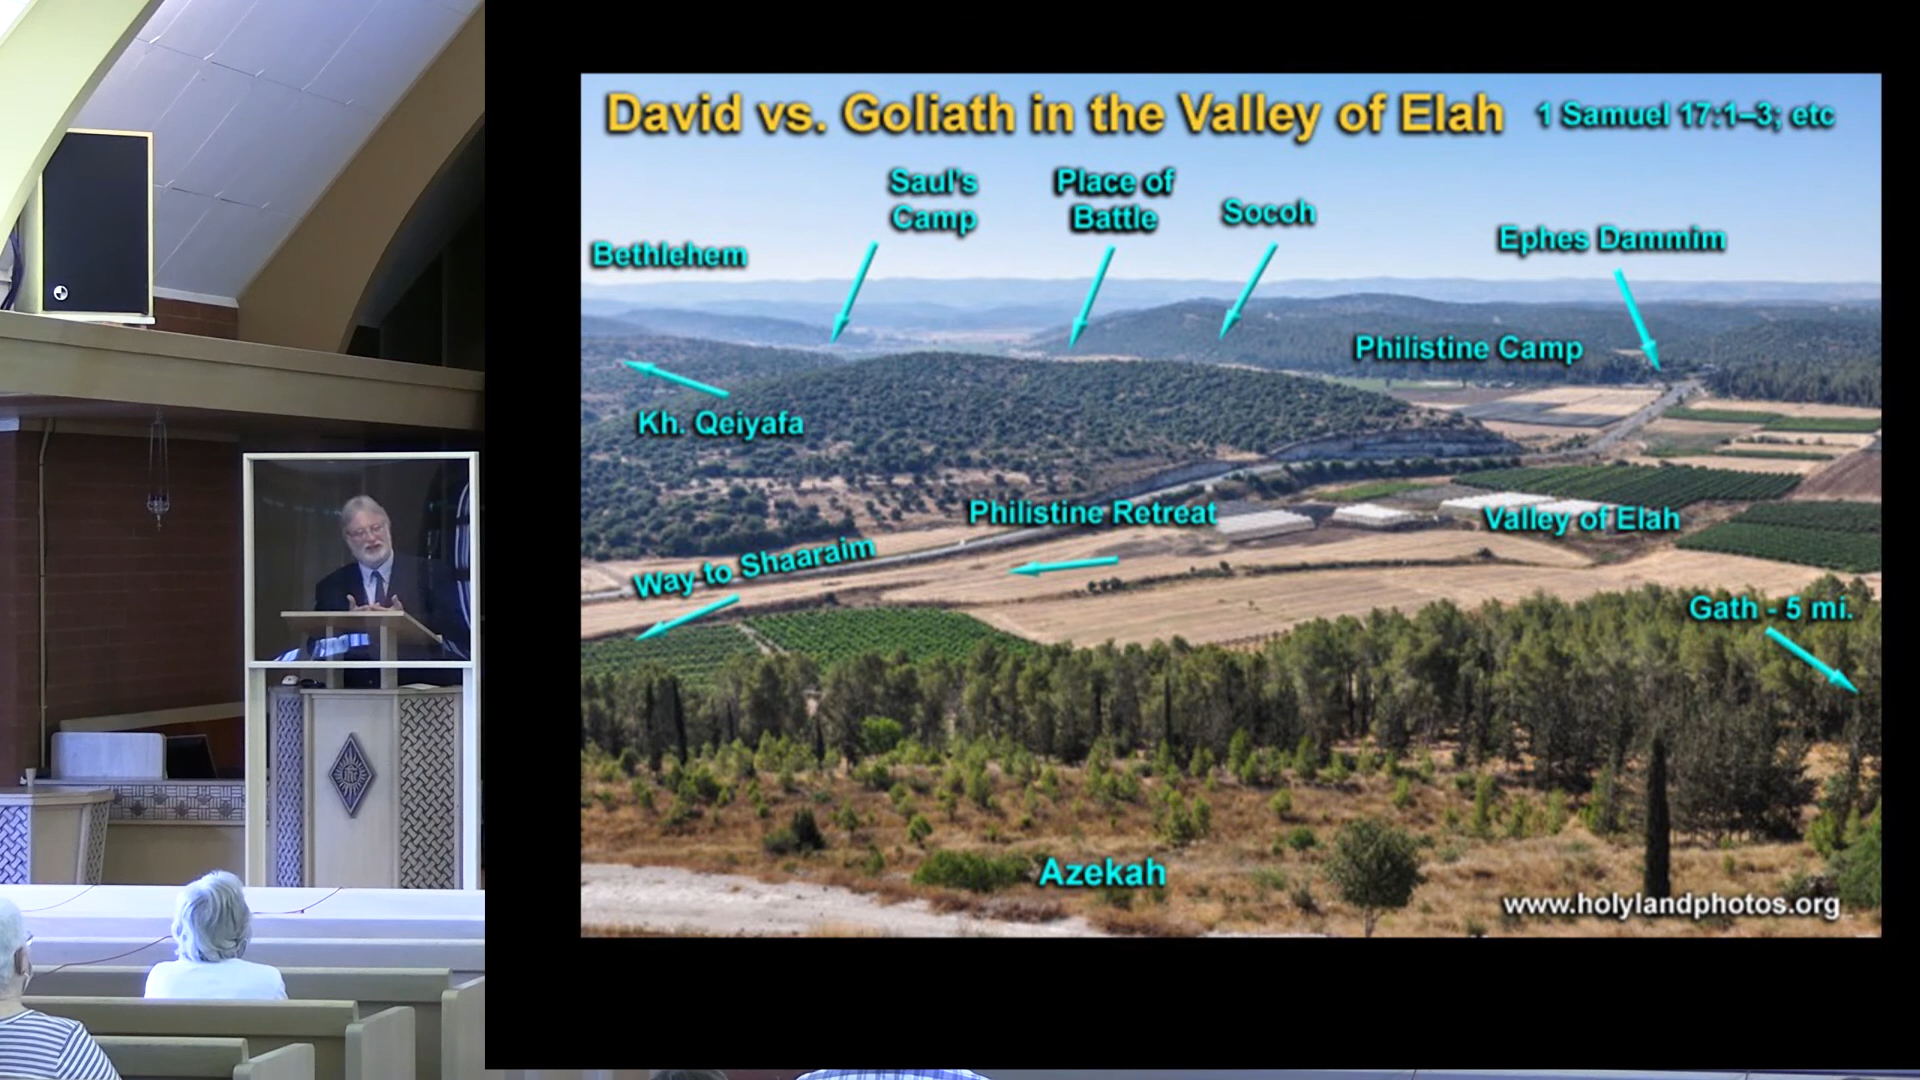 David vs. Goliath in the Valley of Elah
1 Samuel 17:1–3; etc
Saul's
Camp
Place of
Battle
Socoh
Ephes Dammim
Bethlehem
Philistine Camp
Kh. Qeiyafa
Philistine Retreat
Valley of Elah
Way to Shaaraim
Gath - 5 mi.
Azekah
www.holylandphotos.org